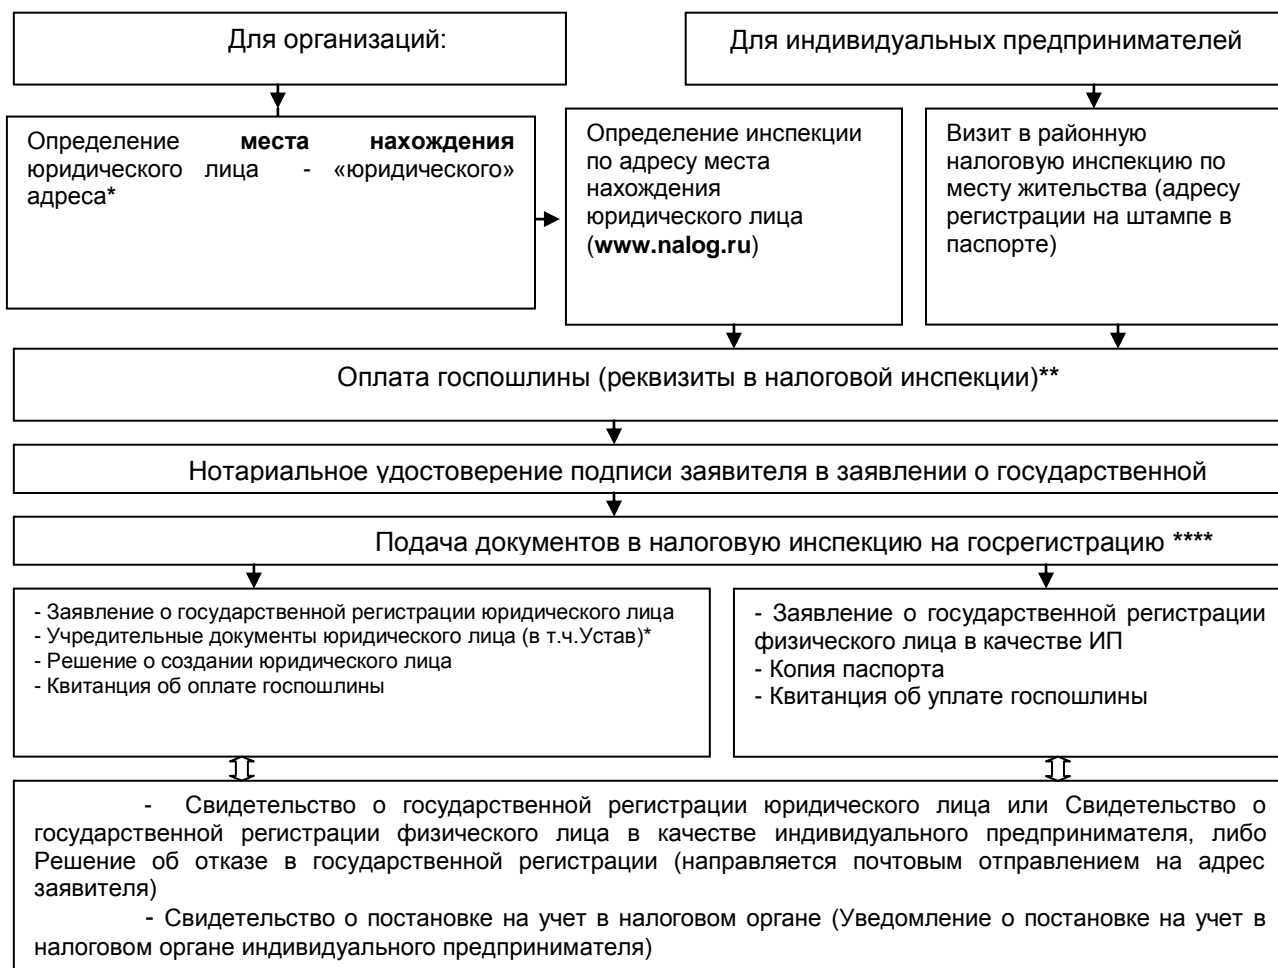 Для организаций:
Для индивидуальных предпринимателей
Определение места нахождения
юридического лица - «юридического»
адреса*
Определение инспекции
по адресу места
нахождения
юридического лица
(www.nalog.ru)
Визит в районную
налоговую инспекцию по
месту жительства (адресу
регистрации на штампе в
паспорте)
Оплата госпошлины (реквизиты в налоговой инспекции)**
Нотариальное удостоверение подписи заявителя в заявлении о государственной
Подача документов в налоговую инспекцию на госрегистрацию ****
- Заявление о государственной регистрации юридического лица
- Учредительные документы юридического лица (в т.ч.Устав)*
- Решение о создании юридического лица
- Квитанция об оплате госпошлины
- Заявление о государственной регистрации
физического лица в качестве ИП
- Копия паспорта
- Квитанция об уплате госпошлины
- Свидетельство о государственной регистрации юридического лица или Свидетельство о
государственной регистрации физического лица в качестве индивидуального предпринимателя, либо
Решение об отказе в государственной регистрации (направляется почтовым отправлением на адрес
заявителя)
- Свидетельство о постановке на учет в налоговом органе (Уведомление о постановке на учет в
налоговом органе индивидуального предпринимателя)